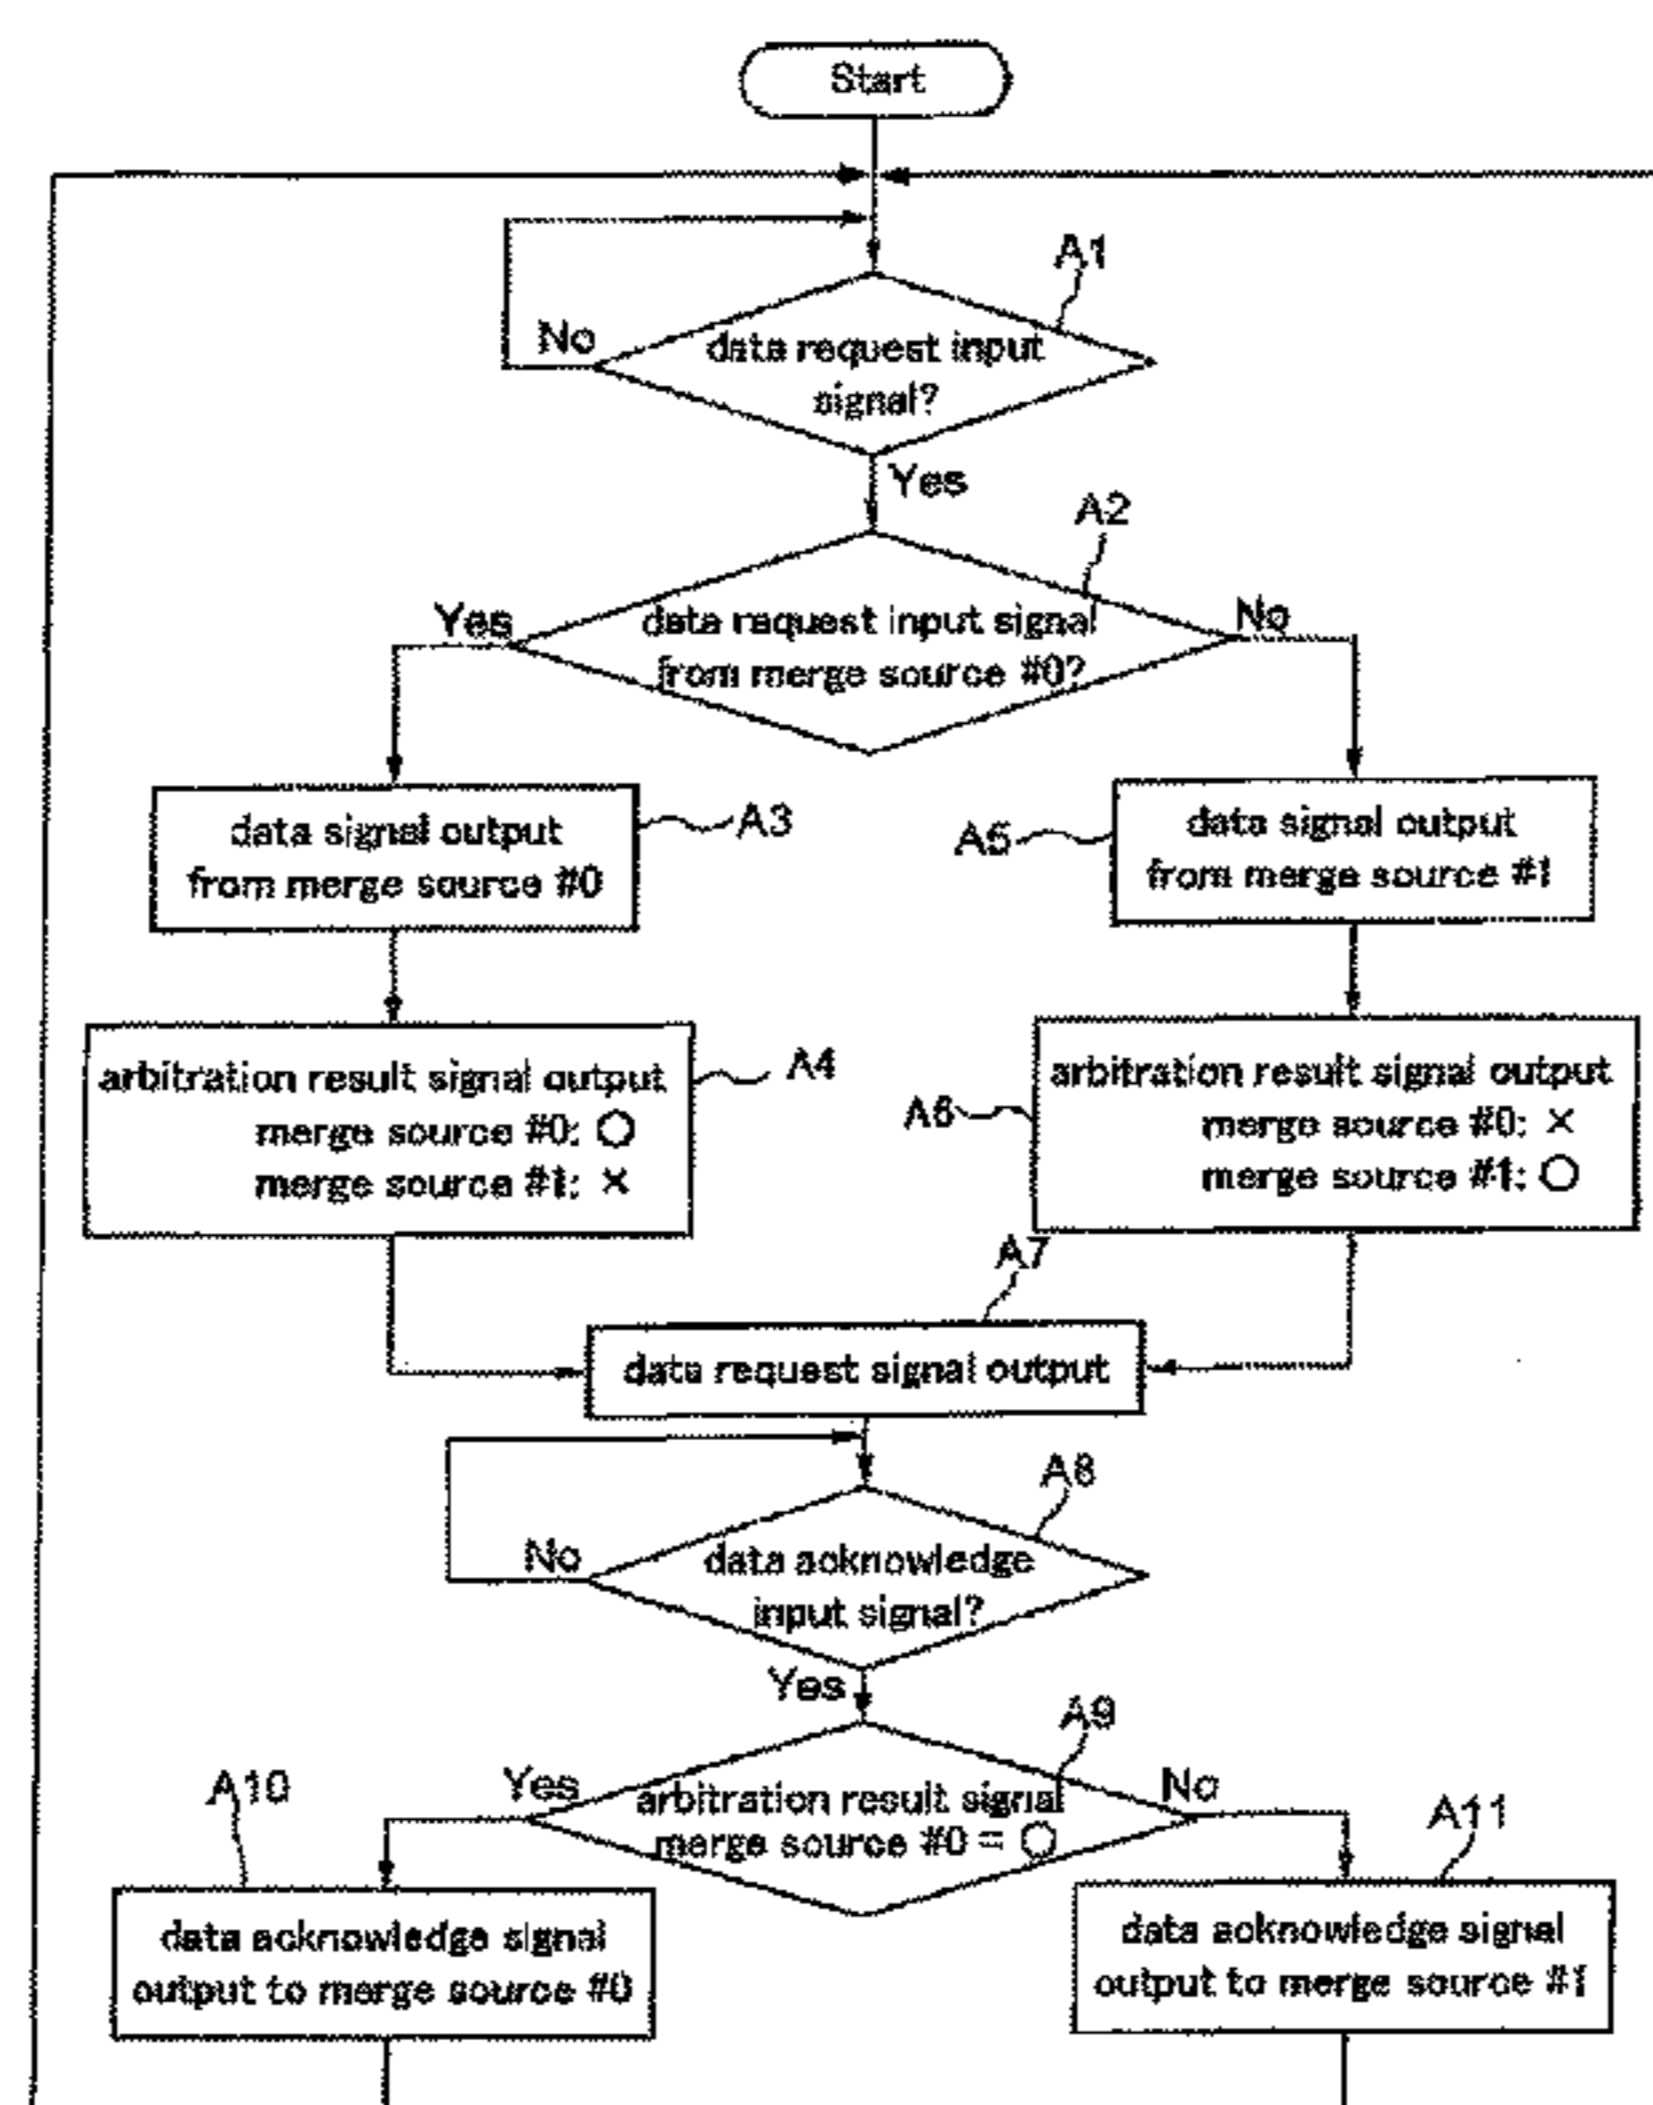 Start
A1
No
data request input
signal?
Yes
A2
Yes
data request input signal
from merge source #0?
No
data signal output
from merge source #0
A3
A5
data signal output
from merge source #1
arbitration result signal output
merge source #0: ○
merge source #1: ×
A4
A6
arbitration result signal output
merge source #0: ×
merge source #1: ○
A7
data request signal output
A8
No
data acknowledge
input signal?
Yes
A9
A10
Yes
arbitration result signal
merge source #0 = ○
No
A11
data acknowledge signal
output to merge source #0
data acknowledge signal
output to merge source #1